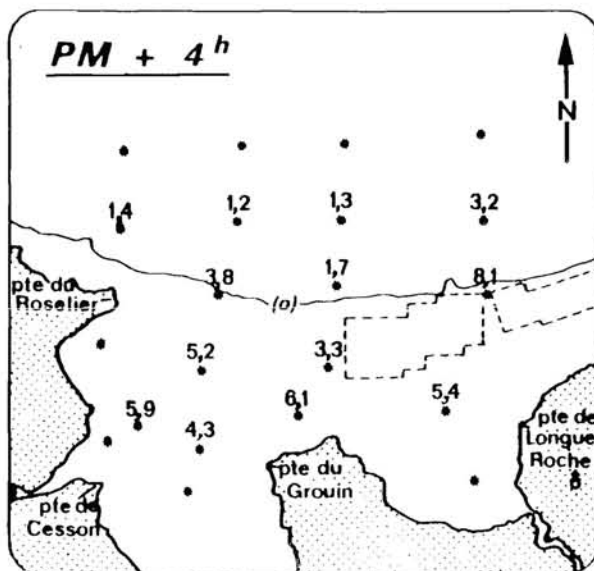 PM + 4 h
N
1,4
1,2
1,3
3,2
3,8
1,7
8,1
pte du
Roselier
(o)
5,2
3,3
5,9
4,3
6,1
5,4
pte de
Longue
Roche
pte du
Grouin
pte de
Cesson